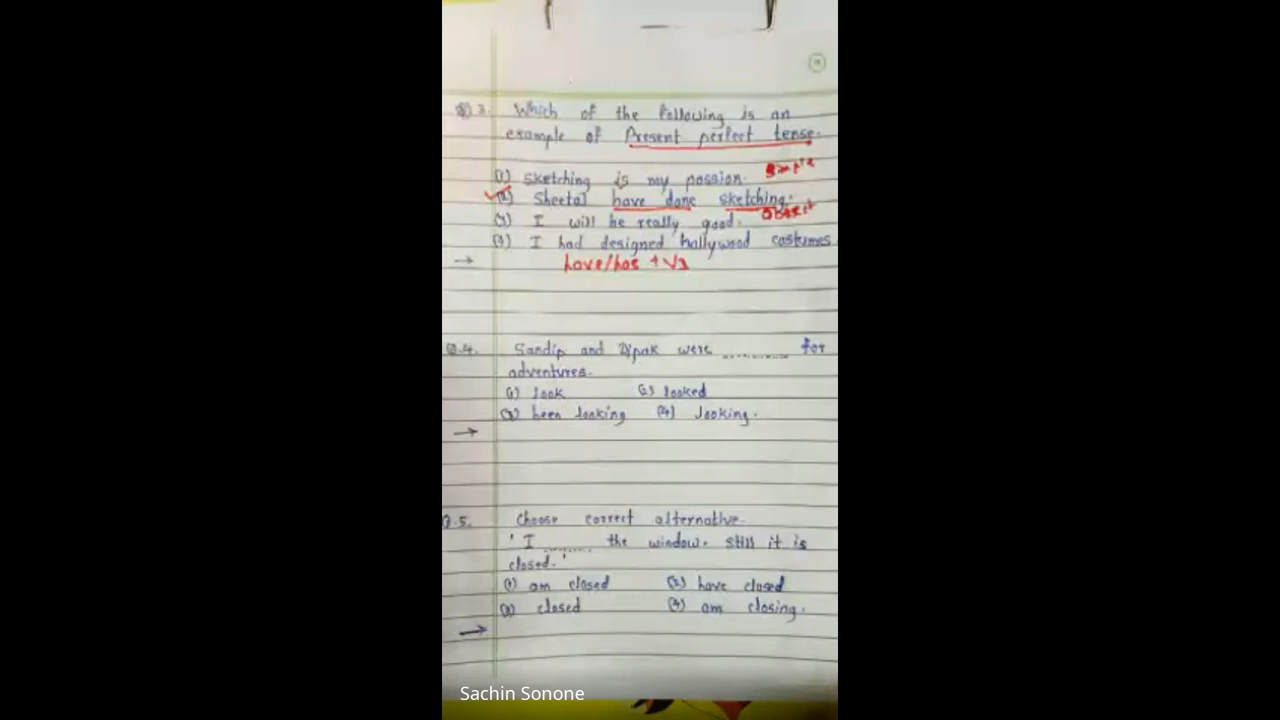 Q 3. Which of the following is an
example of Present perfect tense.
(1) Sketching is my passion. Simple
(2) Sheetal have done sketching.
Object
(3) I will be really good.
(4) I had designed hollywood costumes
→ have/has + V3
Q.4. Sandip and Dipak were .......... for
adventures.
(1) look (2) looked
(3) been looking (4) looking.
→
Q.5. Choose correct alternative.
' I ........ the window. Still it is
closed.'
(1) am closed (2) have closed
(3) closed (4) am closing.
→
Sachin Sonone